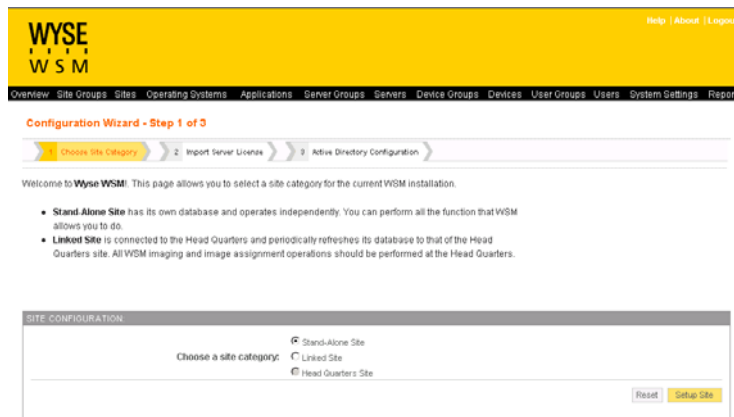 Help | About | Logou
WYSE
WSM
Overview Site Groups Sites Operating Systems Applications Server Groups Servers Device Groups Devices User Groups Users System Settings Repor
Configuration Wizard - Step 1 of 3
1 Choose Site Category 2 Import Server License 3 Active Directory Configuration
Welcome to Wyse WSM!. This page allows you to select a site category for the current WSM installation.
Stand-Alone Site has its own database and operates independently. You can perform all the function that WSM
allows you to do.
Linked Site is connected to the Head Quarters and periodically refreshes its database to that of the Head
Quarters site. All WSM imaging and image assignment operations should be performed at the Head Quarters.
SITE CONFIGURATION:
Choose a site category:
Stand-Alone Site
Linked Site
Head Quarters Site
Reset Setup Site